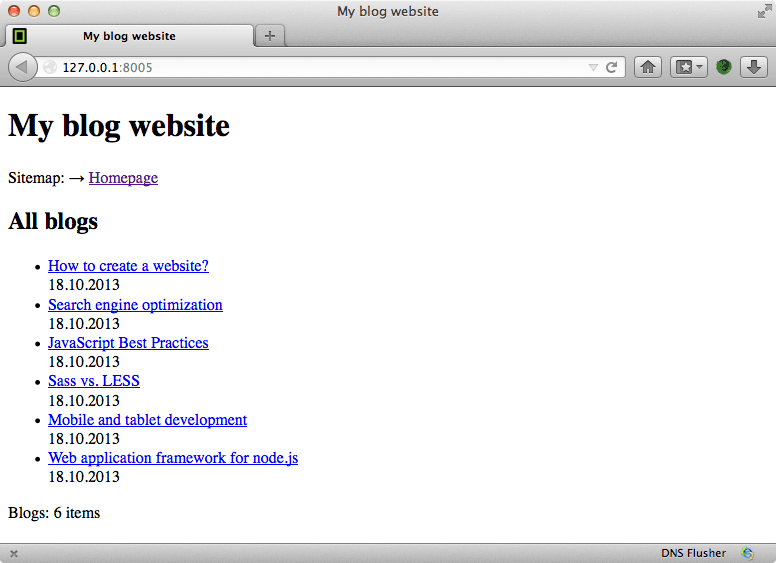 My blog website
My blog website
127.0.0.1:8005
My blog website
Sitemap: → Homepage
All blogs
How to create a website?
18.10.2013
Search engine optimization
18.10.2013
JavaScript Best Practices
18.10.2013
Sass vs. LESS
18.10.2013
Mobile and tablet development
18.10.2013
Web application framework for node.js
18.10.2013
Blogs: 6 items
DNS Flusher